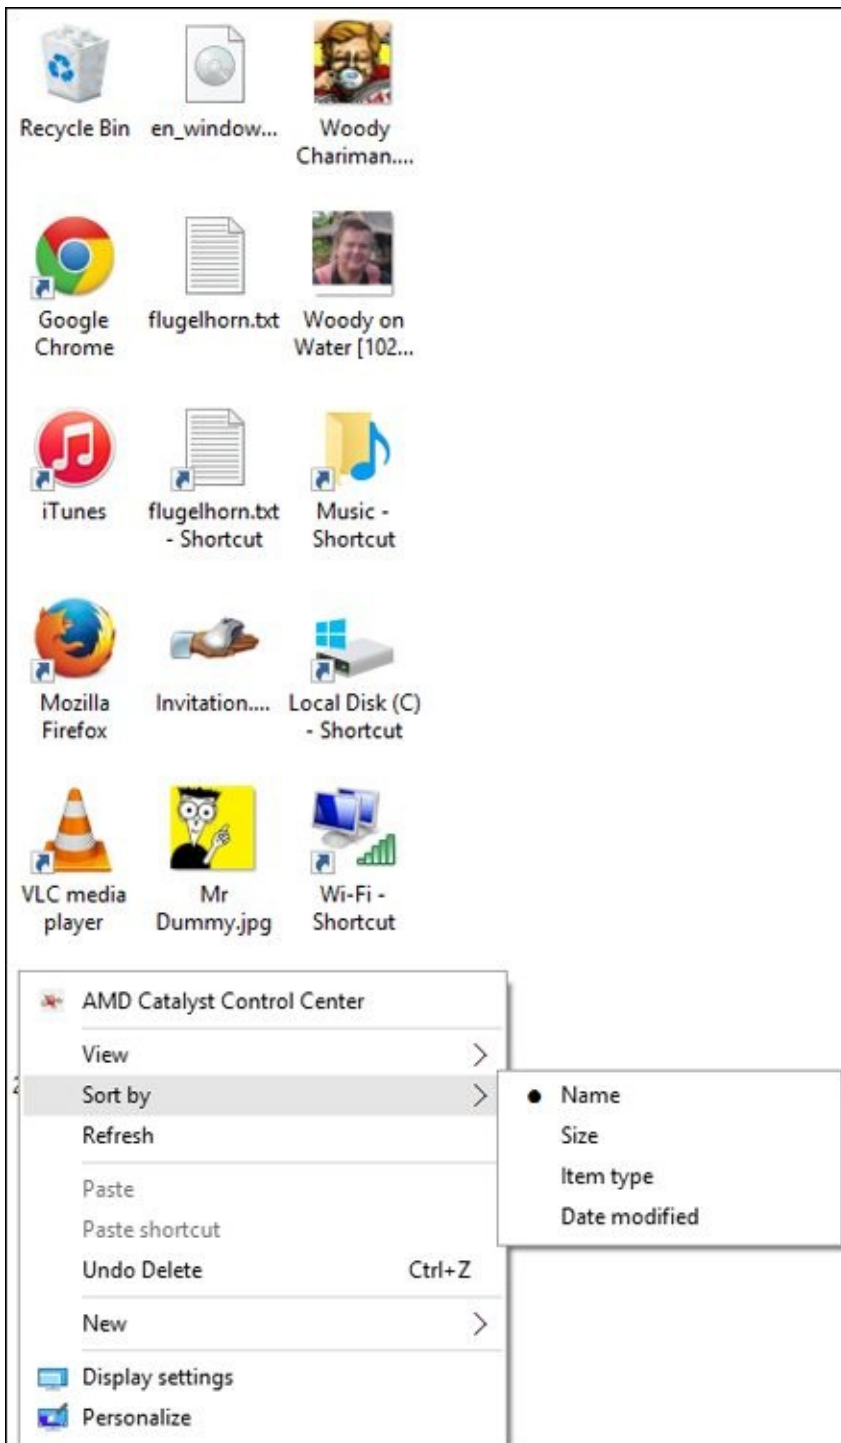 Recycle Bin
en_window...
Woody
Chariman....
Google
Chrome
flugelhorn.txt
Woody on
Water [102...
iTunes
flugelhorn.txt
- Shortcut
Music -
Shortcut
Mozilla
Firefox
Invitation....
Local Disk (C)
- Shortcut
VLC media
player
Mr
Dummy.jpg
Wi-Fi -
Shortcut
AMD Catalyst Control Center
View
Sort by
Refresh
Paste
Paste shortcut
Undo Delete Ctrl+Z
New
Display settings
Personalize
Name
Size
Item type
Date modified